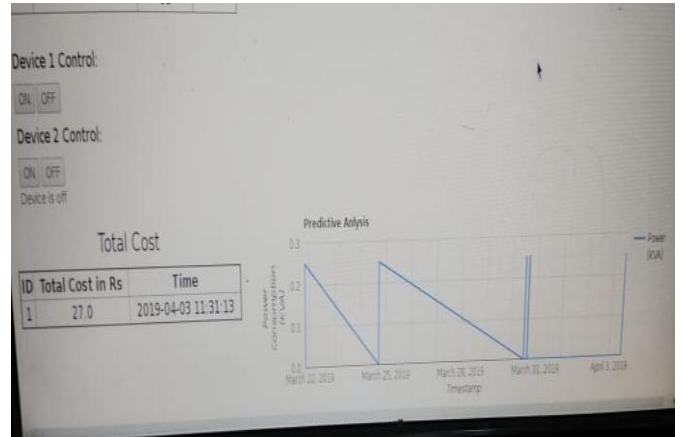 Device 1 Control:
ON OFF
Device 2 Control:
ON OFF
Device is off
Total Cost
ID Total Cost in Rs Time
1 27.0 2019-04-03 11:31:13
Predictive Anlysis
Power
Consumption
(kVA)
0.3
0.2
0.1
0.0
March 22, 2019 March 25, 2019 March 28, 2019 March 31, 2019 April 3, 2019
Timestamp
Power
(kVA)